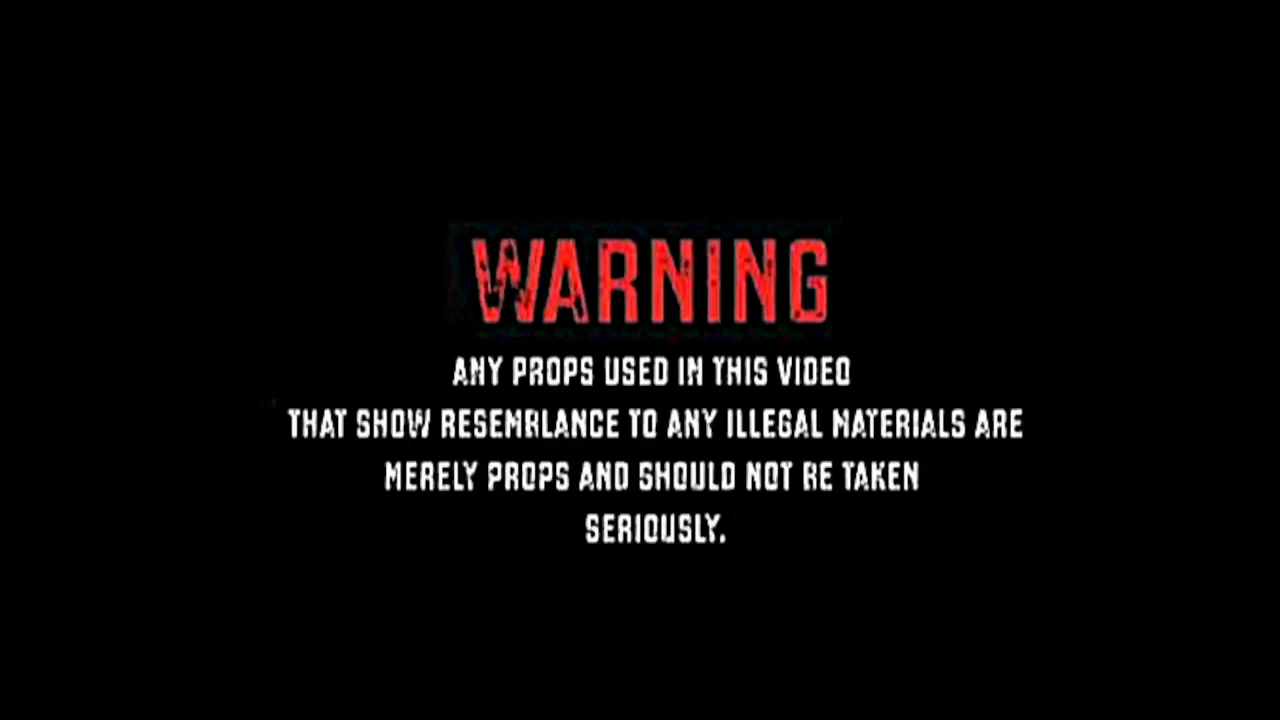 WARNING
ANY PROPS USED IN THIS VIDEO
THAT SHOW RESEMBLANCE TO ANY ILLEGAL MATERIALS ARE
MERELY PROPS AND SHOULD NOT BE TAKEN
SERIOUSLY.